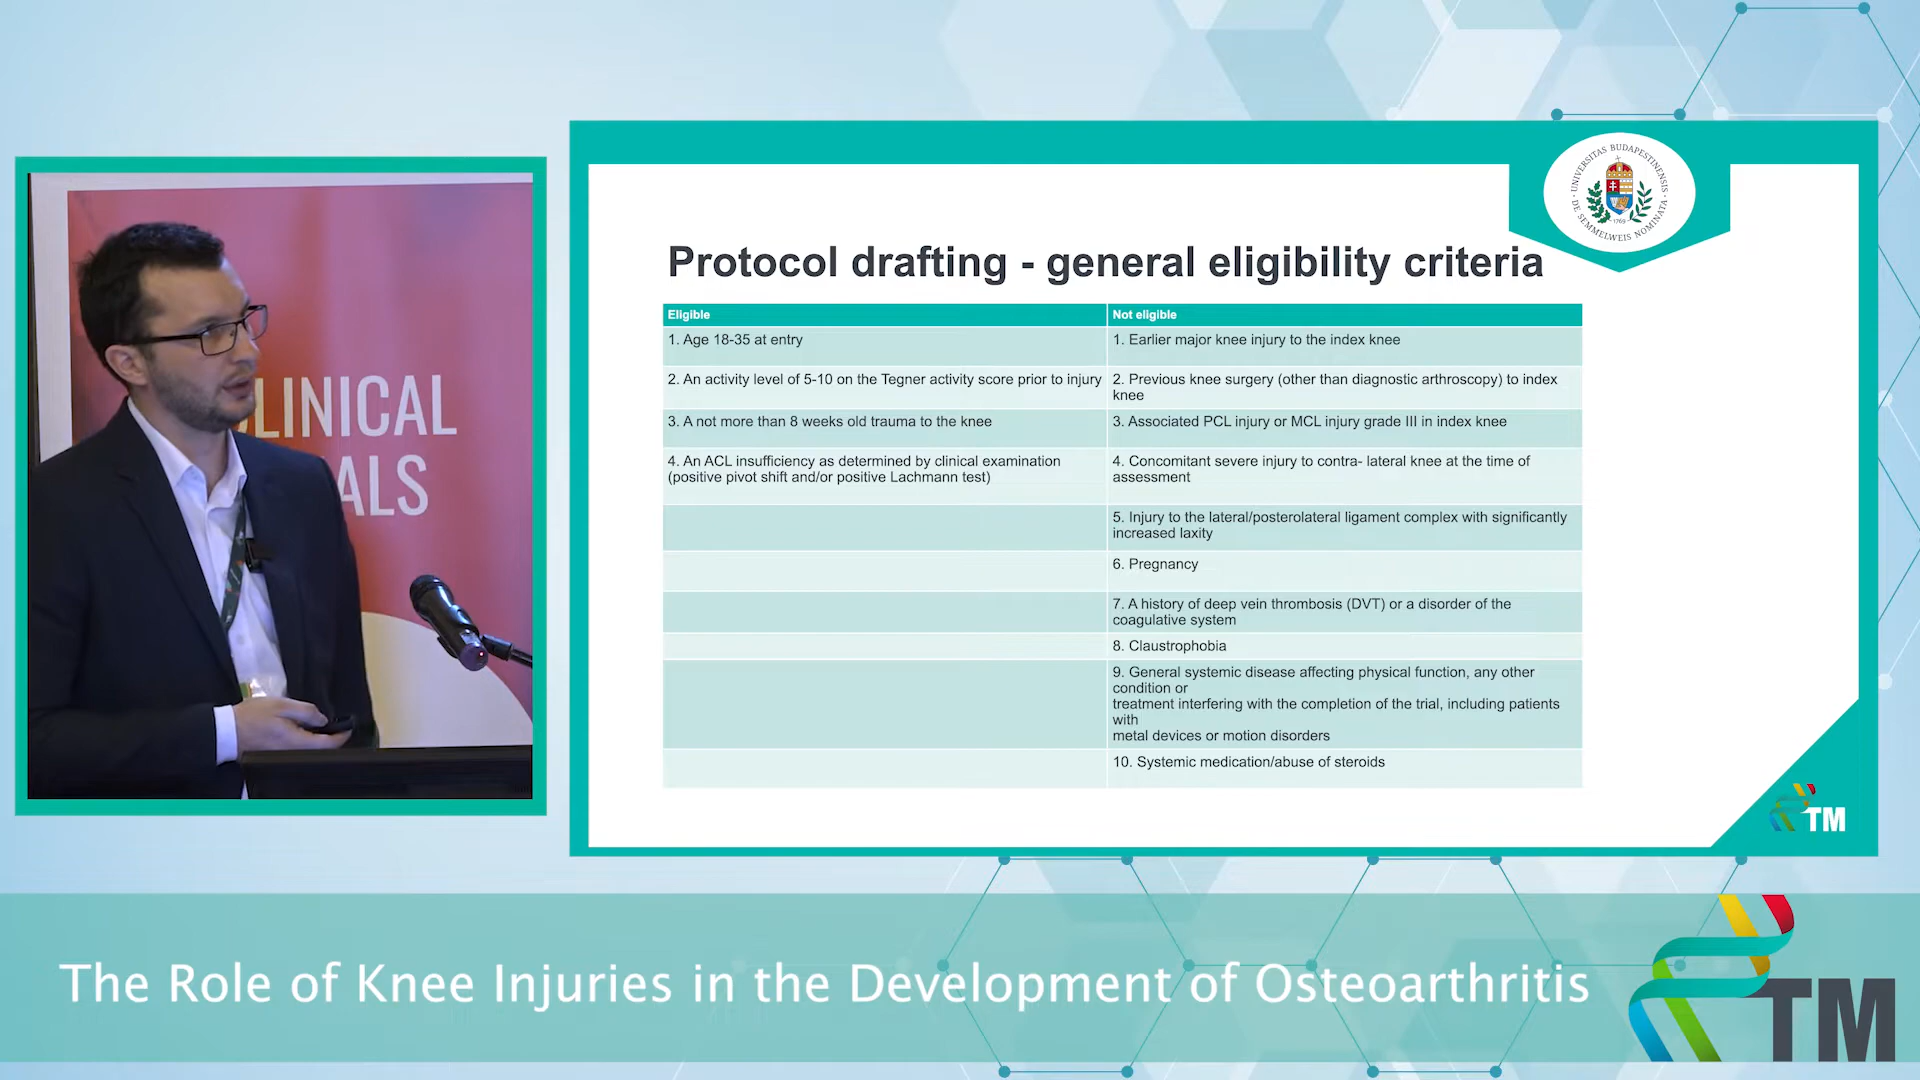 CLINICAL
ALS
UNIVERSITAS BUDAPESTINENSIS
DE SEMMELWEIS NOMINATA
1769
Protocol drafting - general eligibility criteria
Eligible
Not eligible
1. Age 18-35 at entry
1. Earlier major knee injury to the index knee
2. An activity level of 5-10 on the Tegner activity score prior to injury
2. Previous knee surgery (other than diagnostic arthroscopy) to index
knee
3. A not more than 8 weeks old trauma to the knee
3. Associated PCL injury or MCL injury grade III in index knee
4. An ACL insufficiency as determined by clinical examination
(positive pivot shift and/or positive Lachmann test)
4. Concomitant severe injury to contra- lateral knee at the time of
assessment
5. Injury to the lateral/posterolateral ligament complex with significantly
increased laxity
6. Pregnancy
7. A history of deep vein thrombosis (DVT) or a disorder of the
coagulative system
8. Claustrophobia
9. General systemic disease affecting physical function, any other
condition or
treatment interfering with the completion of the trial, including patients
with
metal devices or motion disorders
10. Systemic medication/abuse of steroids
TM
The Role of Knee Injuries in the Development of Osteoarthritis
TM